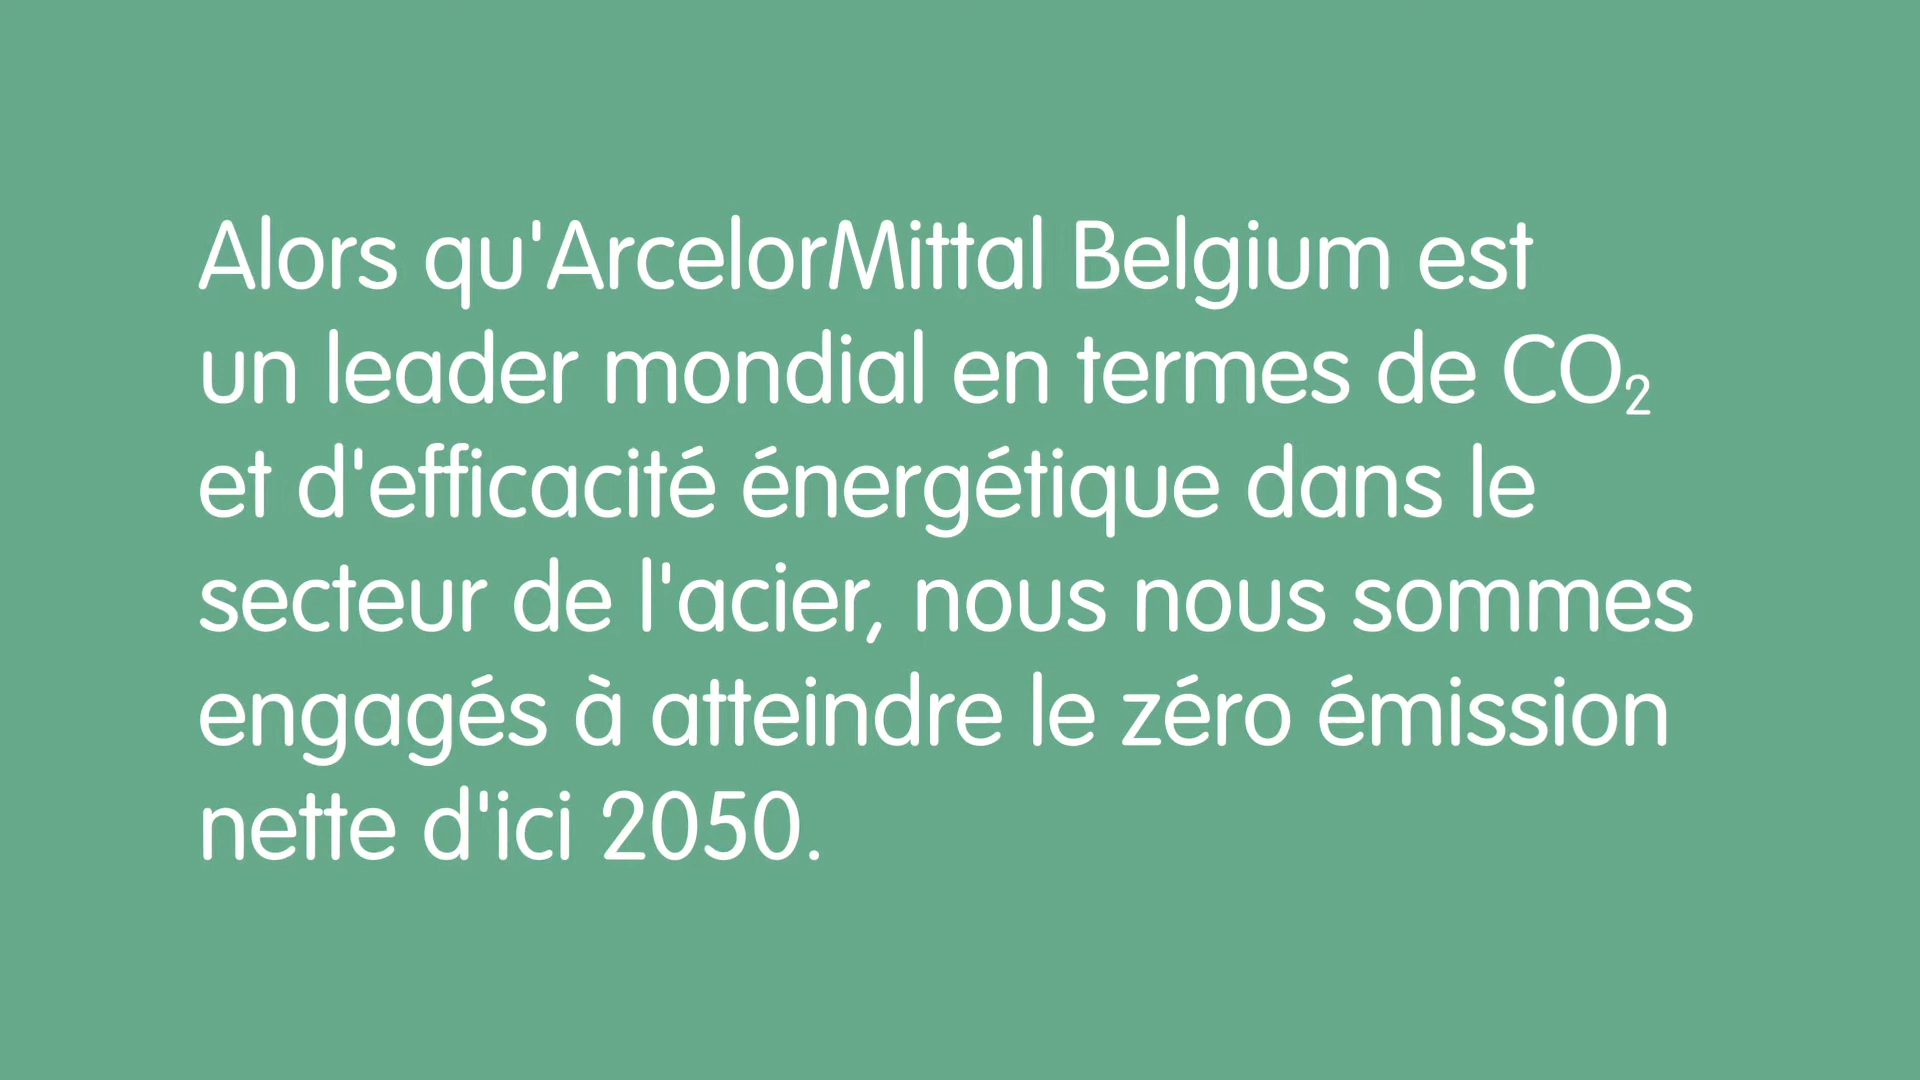 Alors qu'ArcelorMittal Belgium est
un leader mondial en termes de CO₂
et d'efficacité énergétique dans le
secteur de l'acier, nous nous sommes
engagés à atteindre le zéro émission
nette d'ici 2050.